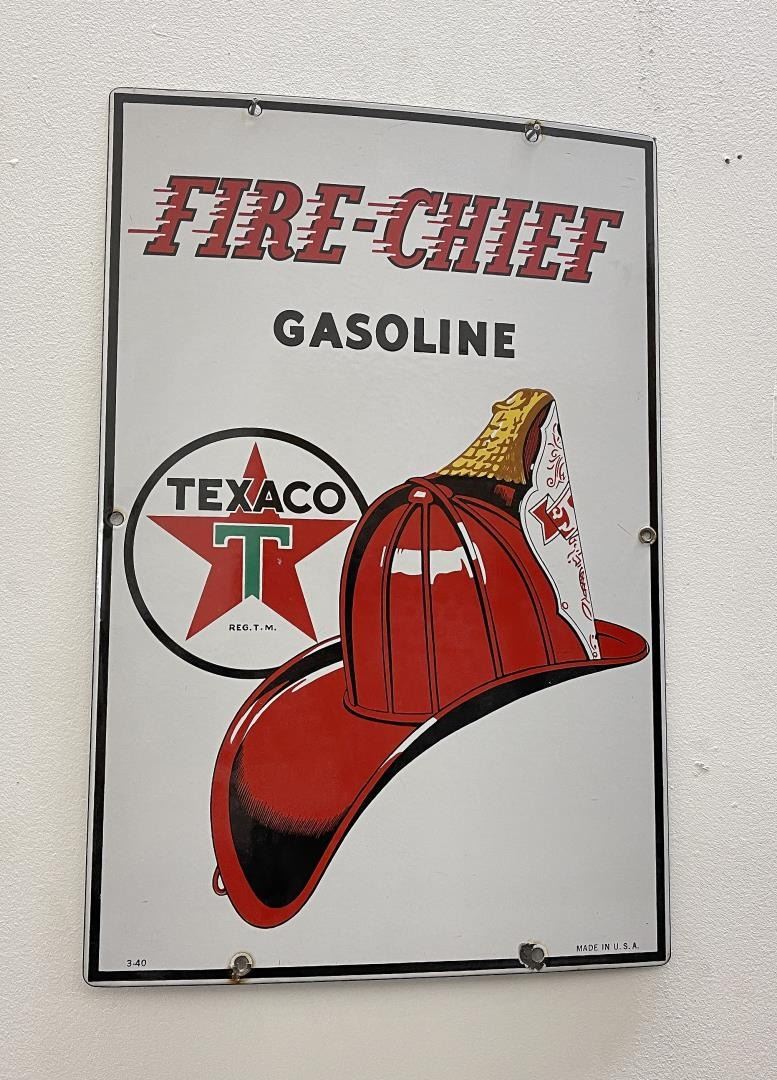 FIRE-CHIEF
GASOLINE
TEXACO
T
REG. T. M.
3-40
MADE IN U. S. A.